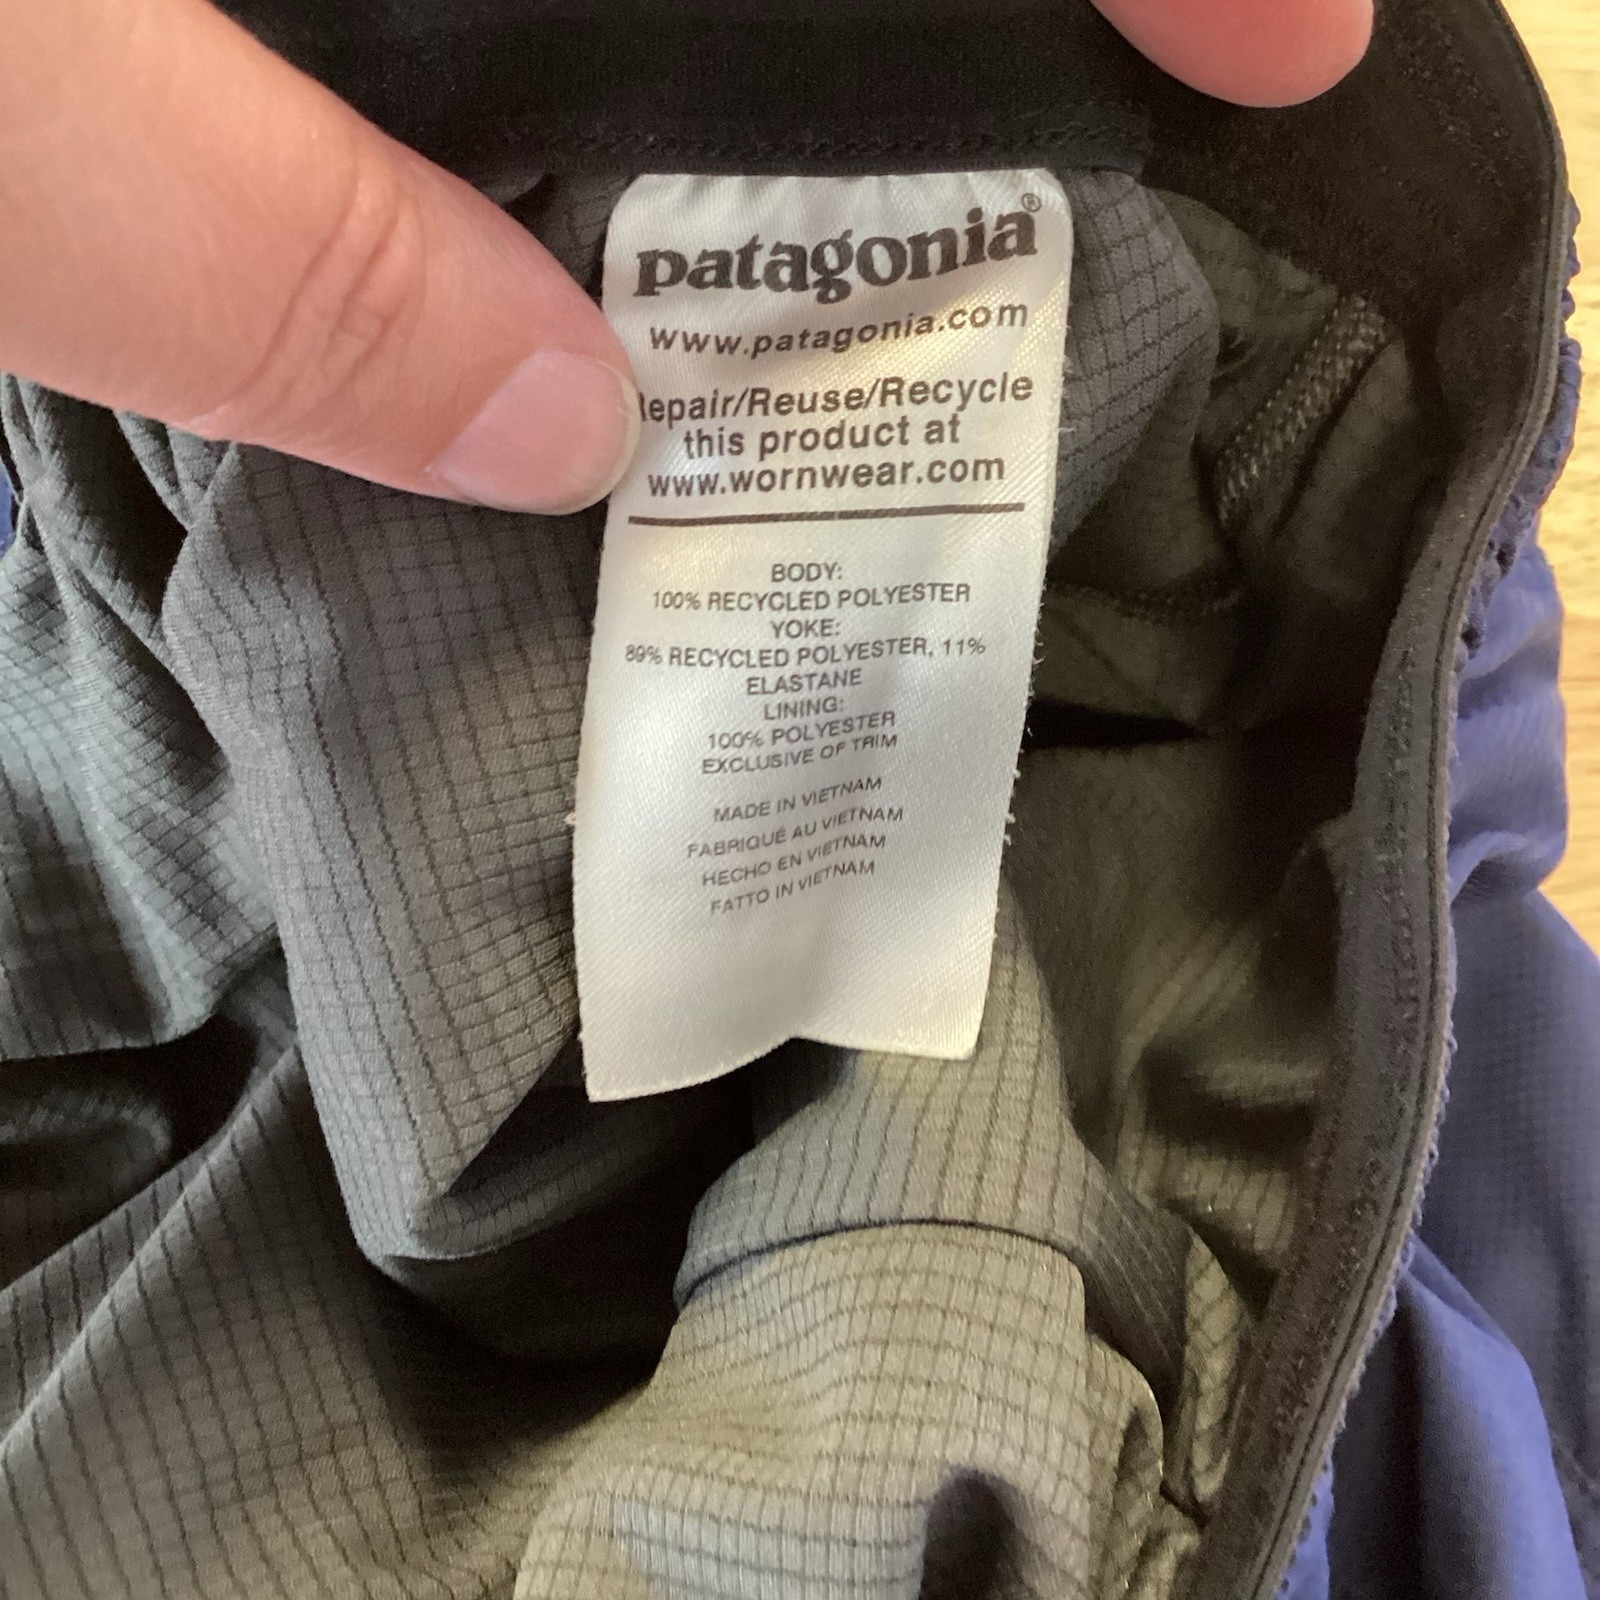 patagonia®
www.patagonia.com
Repair/Reuse/Recycle
this product at
www.wornwear.com
BODY:
100% RECYCLED POLYESTER
YOKE:
89% RECYCLED POLYESTER, 11%
ELASTANE
LINING:
100% POLYESTER
EXCLUSIVE OF TRIM
MADE IN VIETNAM
FABRIQUÉ AU VIETNAM
HECHO EN VIETNAM
FATTO IN VIETNAM